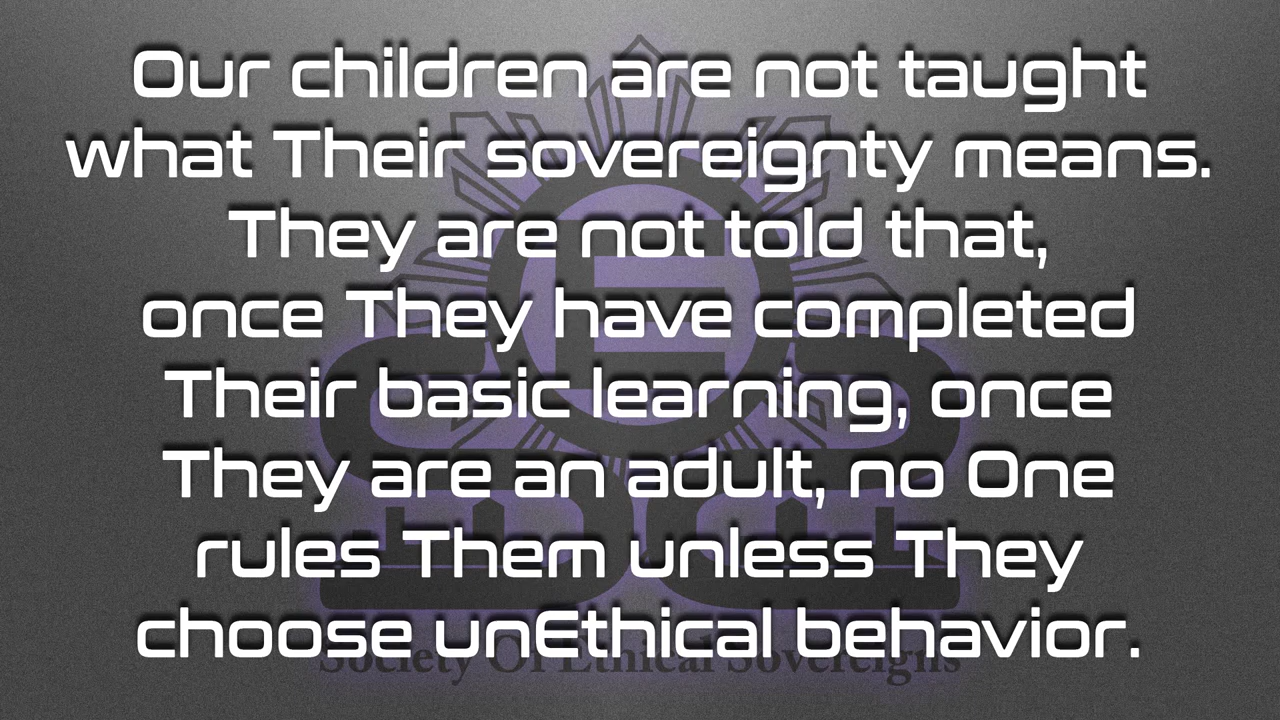 Our children are not taught
what Their sovereignty means.
They are not told that,
once They have completed
Their basic learning, once
They are an adult, no One
rules Them unless They
choose unEthical behavior.
Society Of Ethical Sovereigns